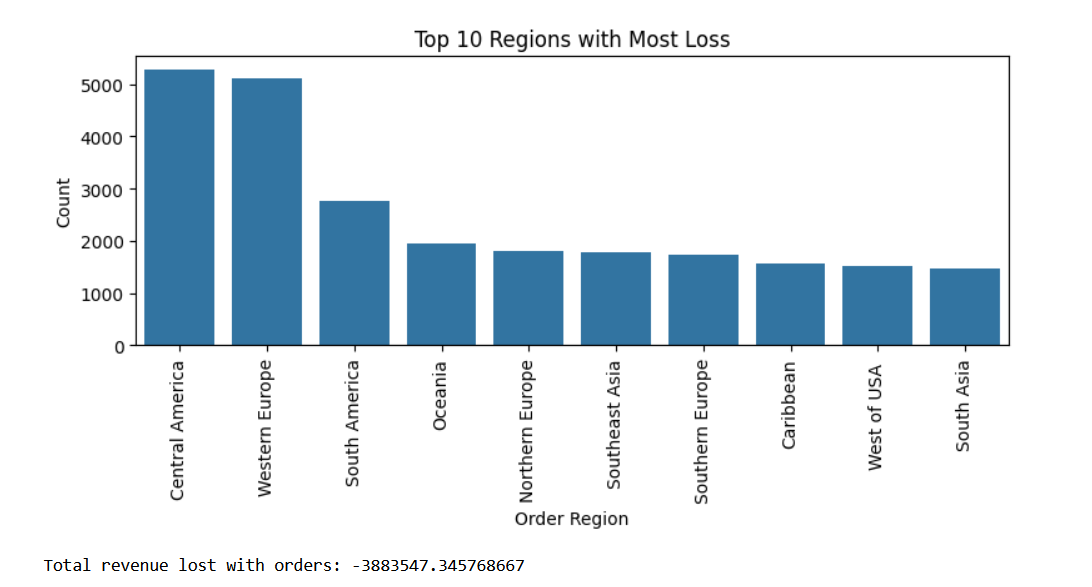 Top 10 Regions with Most Loss
5000
4000
3000
2000
1000
0
Count
Central America
Western Europe
South America
Oceania
Northern Europe
Southeast Asia
Southern Europe
Caribbean
West of USA
South Asia
Order Region
Total revenue lost with orders: -3883547.345768667